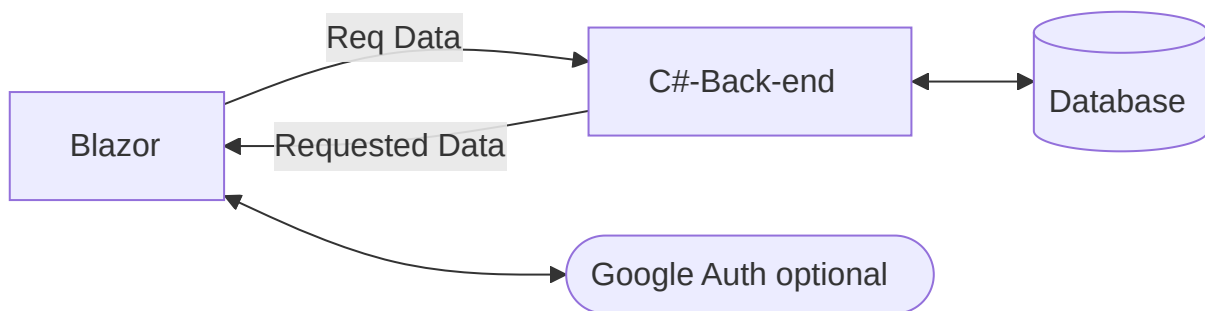 Req Data
C#-Back-end
Database
Blazor
Requested Data
Google Auth optional